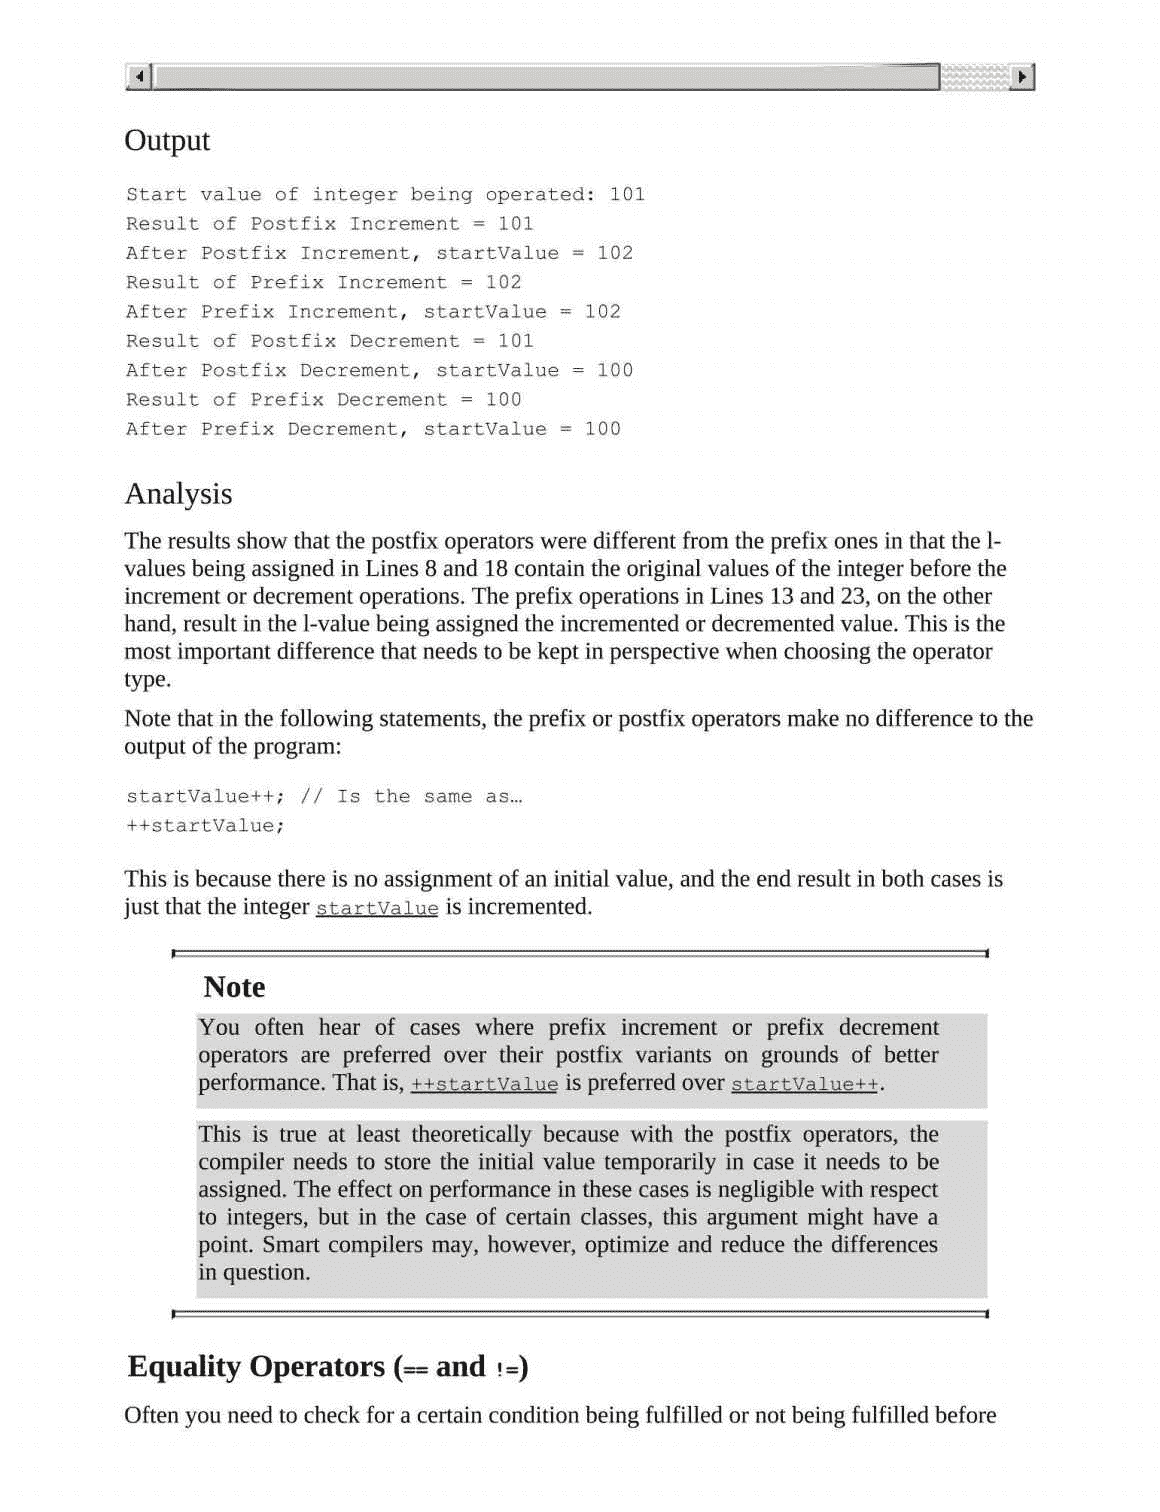 Output
Start value of integer being operated: 101
Result of Postfix Increment = 101
After Postfix Increment, startValue = 102
Result of Prefix Increment = 102
After Prefix Increment, startValue = 102
Result of Postfix Decrement = 101
After Postfix Decrement, startValue = 100
Result of Prefix Decrement = 100
After Prefix Decrement, startValue = 100
Analysis
The results show that the postfix operators were different from the prefix ones in that the l-
values being assigned in Lines 8 and 18 contain the original values of the integer before the
increment or decrement operations. The prefix operations in Lines 13 and 23, on the other
hand, result in the l-value being assigned the incremented or decremented value. This is the
most important difference that needs to be kept in perspective when choosing the operator
type.
Note that in the following statements, the prefix or postfix operators make no difference to the
output of the program:
startValue++; // Is the same as…
++startValue;
This is because there is no assignment of an initial value, and the end result in both cases is
just that the integer startValue is incremented.
Note
You often hear of cases where prefix increment or prefix decrement
operators are preferred over their postfix variants on grounds of better
performance. That is, ++startValue is preferred over startValue++.
This is true at least theoretically because with the postfix operators, the
compiler needs to store the initial value temporarily in case it needs to be
assigned. The effect on performance in these cases is negligible with respect
to integers, but in the case of certain classes, this argument might have a
point. Smart compilers may, however, optimize and reduce the differences
in question.
Equality Operators (== and !=)
Often you need to check for a certain condition being fulfilled or not being fulfilled before